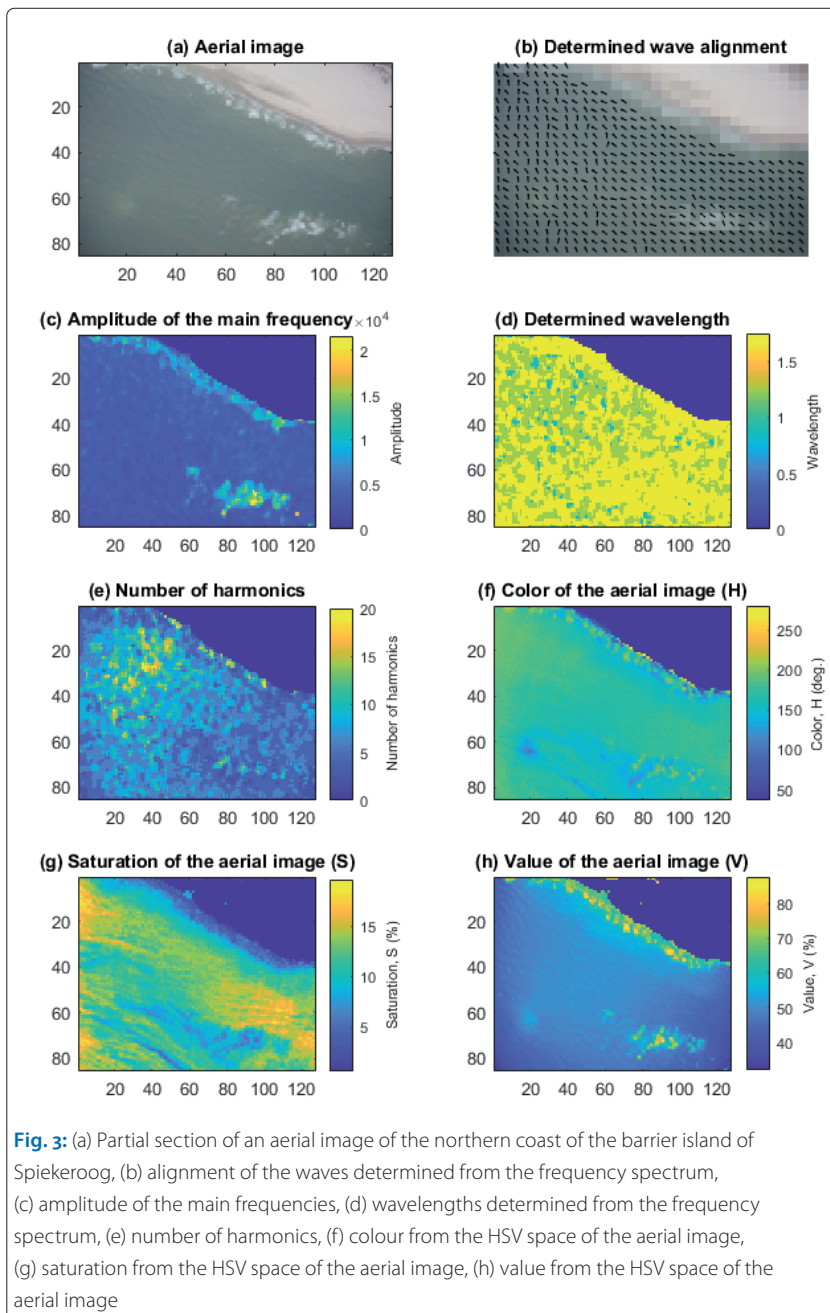 (a) Aerial image
20
40
60
80
20 40 60 80 100 120
(b) Determined wave alignment
(c) Amplitude of the main frequency ×10⁴
20
40
60
80
20 40 60 80 100 120
2
1.5
1
0.5
0
Amplitude
(d) Determined wavelength
20
40
60
80
20 40 60 80 100 120
1.5
1
0.5
0
Wavelength
(e) Number of harmonics
20
40
60
80
20 40 60 80 100 120
20
15
10
5
0
Number of harmonics
(f) Color of the aerial image (H)
20
40
60
80
20 40 60 80 100 120
250
200
150
100
50
Color, H (deg.)
(g) Saturation of the aerial image (S)
20
40
60
80
20 40 60 80 100 120
15
10
5
Saturation, S (%)
(h) Value of the aerial image (V)
20
40
60
80
20 40 60 80 100 120
80
70
60
50
40
Value, V (%)
Fig. 3: (a) Partial section of an aerial image of the northern coast of the barrier island of
Spiekeroog, (b) alignment of the waves determined from the frequency spectrum,
(c) amplitude of the main frequencies, (d) wavelengths determined from the frequency
spectrum, (e) number of harmonics, (f) colour from the HSV space of the aerial image,
(g) saturation from the HSV space of the aerial image, (h) value from the HSV space of the
aerial image